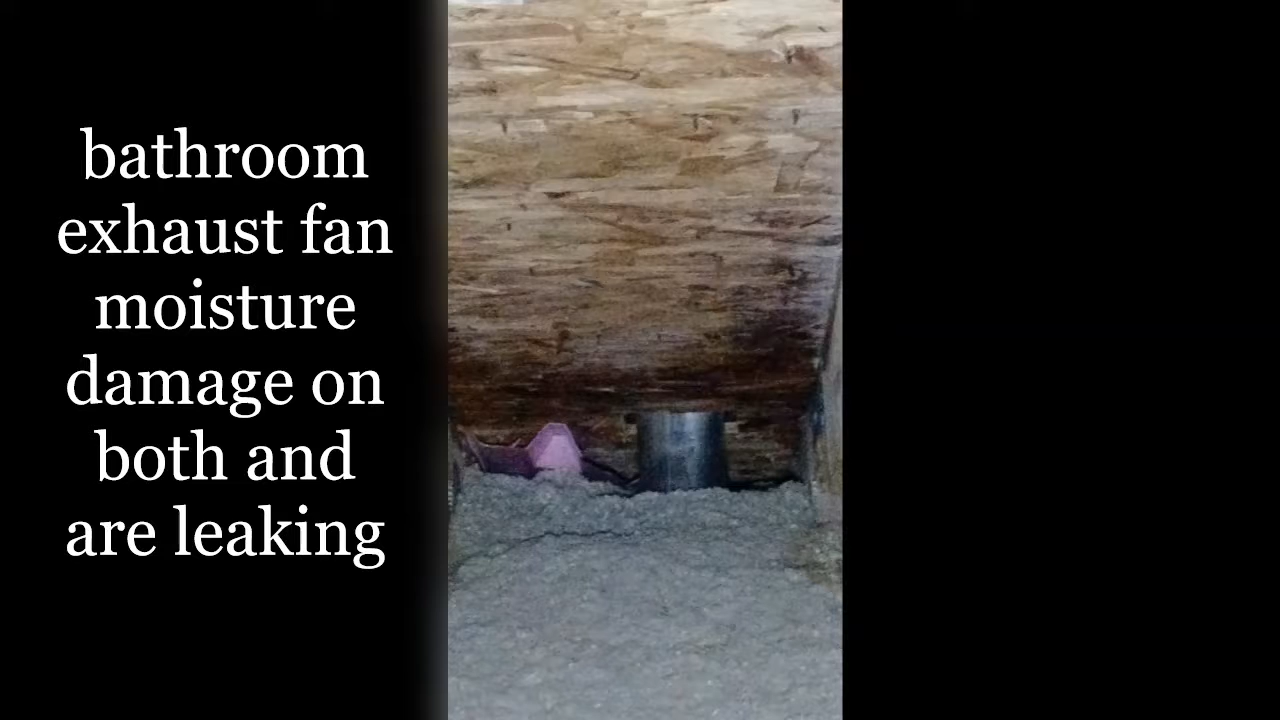 bathroom
exhaust fan
moisture
damage on
both and
are leaking